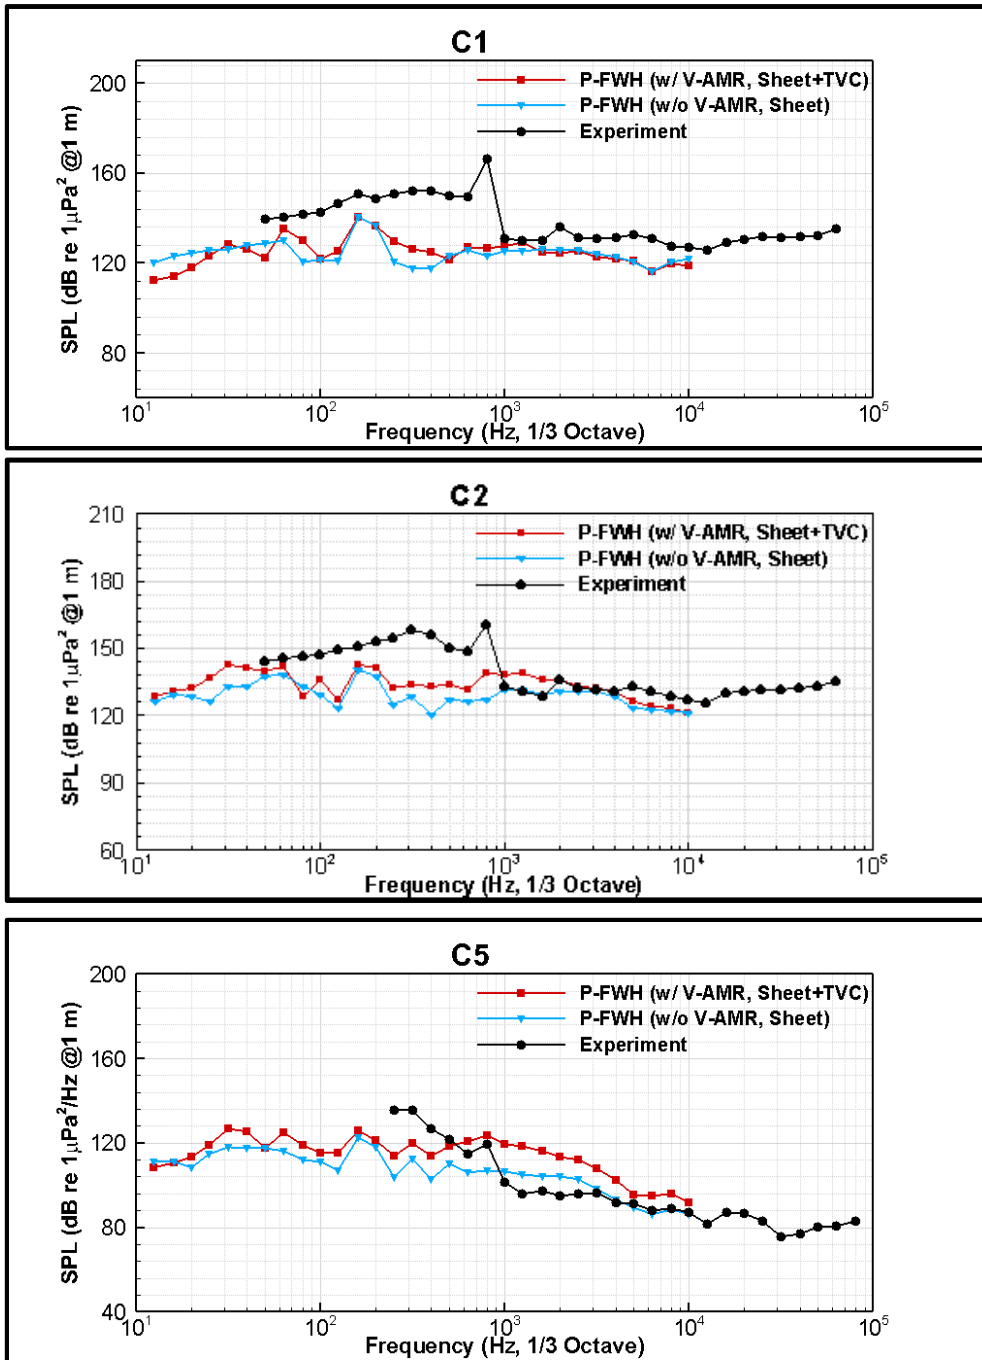 C1
P-FWH (w/ V-AMR, Sheet+TVC)
P-FWH (w/o V-AMR, Sheet)
Experiment
SPL (dB re 1μPa² @1 m)
200
160
120
80
10¹
10²
10³
10⁴
10⁵
Frequency (Hz, 1/3 Octave)
C2
P-FWH (w/ V-AMR, Sheet+TVC)
P-FWH (w/o V-AMR, Sheet)
Experiment
SPL (dB re 1μPa² @1 m)
210
180
150
120
90
60
10¹
10²
10³
10⁴
10⁵
Frequency (Hz, 1/3 Octave)
C5
P-FWH (w/ V-AMR, Sheet+TVC)
P-FWH (w/o V-AMR, Sheet)
Experiment
SPL (dB re 1μPa²/Hz @1 m)
200
160
120
80
40
10¹
10²
10³
10⁴
10⁵
Frequency (Hz, 1/3 Octave)